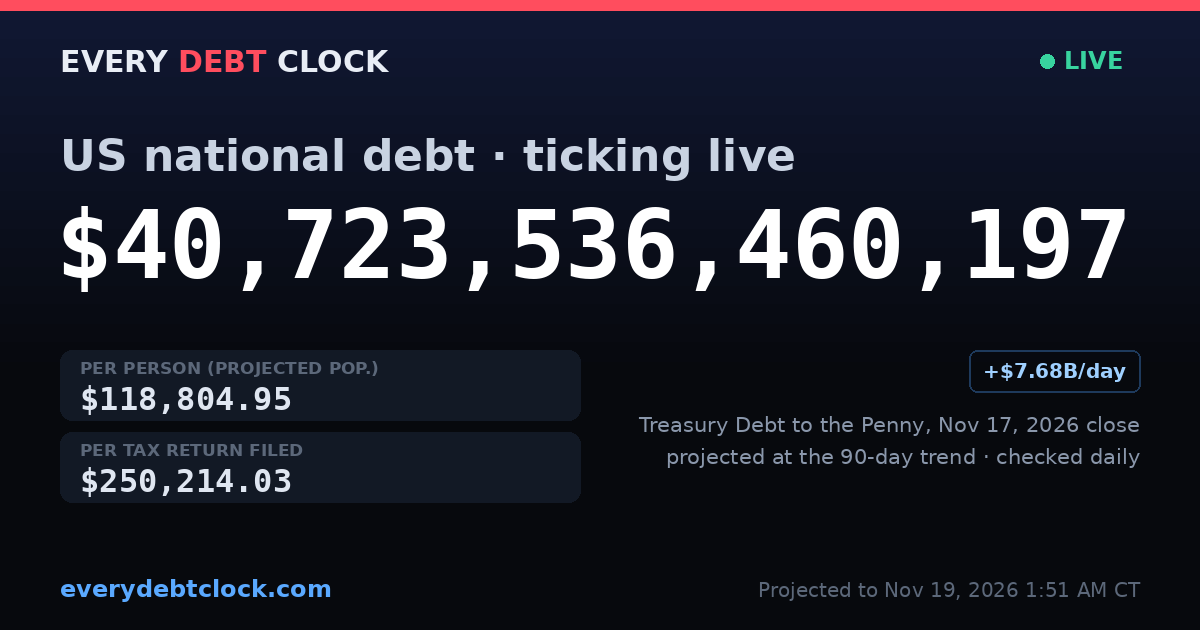 EVERY DEBT CLOCK
LIVE
US national debt · ticking live
$40,723,536,460,197
PER PERSON (PROJECTED POP.)
$118,804.95
PER TAX RETURN FILED
$250,214.03
+$7.68B/day
Treasury Debt to the Penny, Nov 17, 2026 close
projected at the 90-day trend · checked daily
everydebtclock.com
Projected to Nov 19, 2026 1:51 AM CT